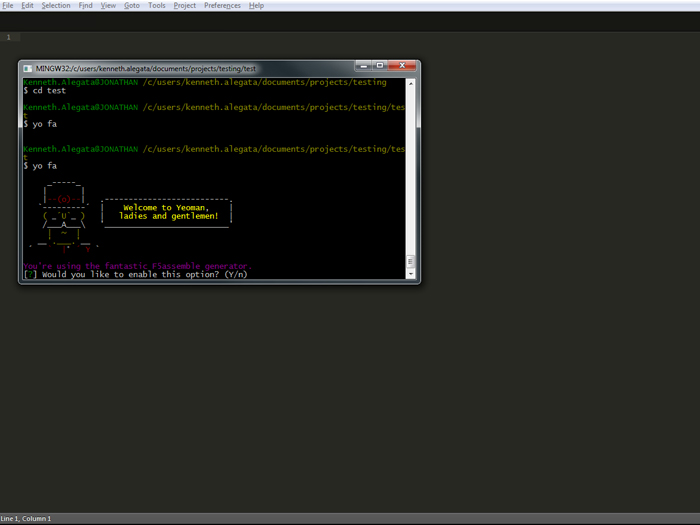 File Edit Selection Find View Goto Tools Project Preferences Help
1
MINGW32:/c/users/kenneth.alegata/documents/projects/testing/test
Kenneth.Alegata@JONATHAN /c/users/kenneth.alegata/documents/projects/testing
$ cd test
Kenneth.Alegata@JONATHAN /c/users/kenneth.alegata/documents/projects/testing/tes
t
$ yo fa
Kenneth.Alegata@JONATHAN /c/users/kenneth.alegata/documents/projects/testing/tes
t
$ yo fa
Welcome to Yeoman,
ladies and gentlemen!
You're using the fantastic F5assemble generator.
[?] Would you like to enable this option? (Y/n)
Line 1, Column 1